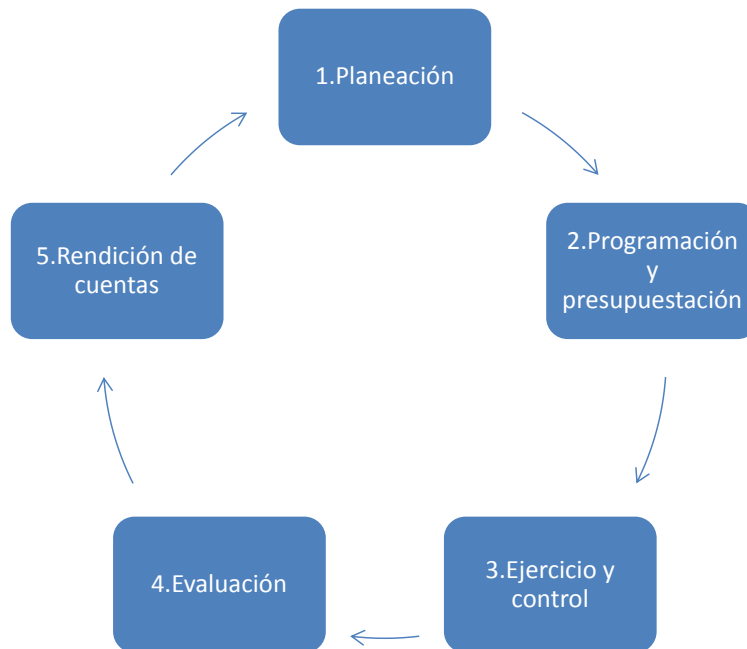 1.Planeación
2.Programación
y
presupuestación
3.Ejercicio y
control
4.Evaluación
5.Rendición de
cuentas